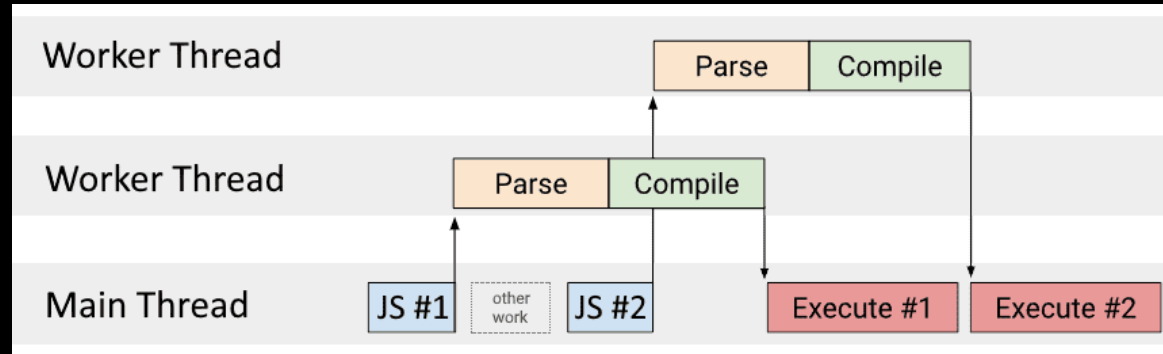 Worker Thread
Parse
Compile
Worker Thread
Parse
Compile
Main Thread
JS #1
other
work
JS #2
Execute #1
Execute #2